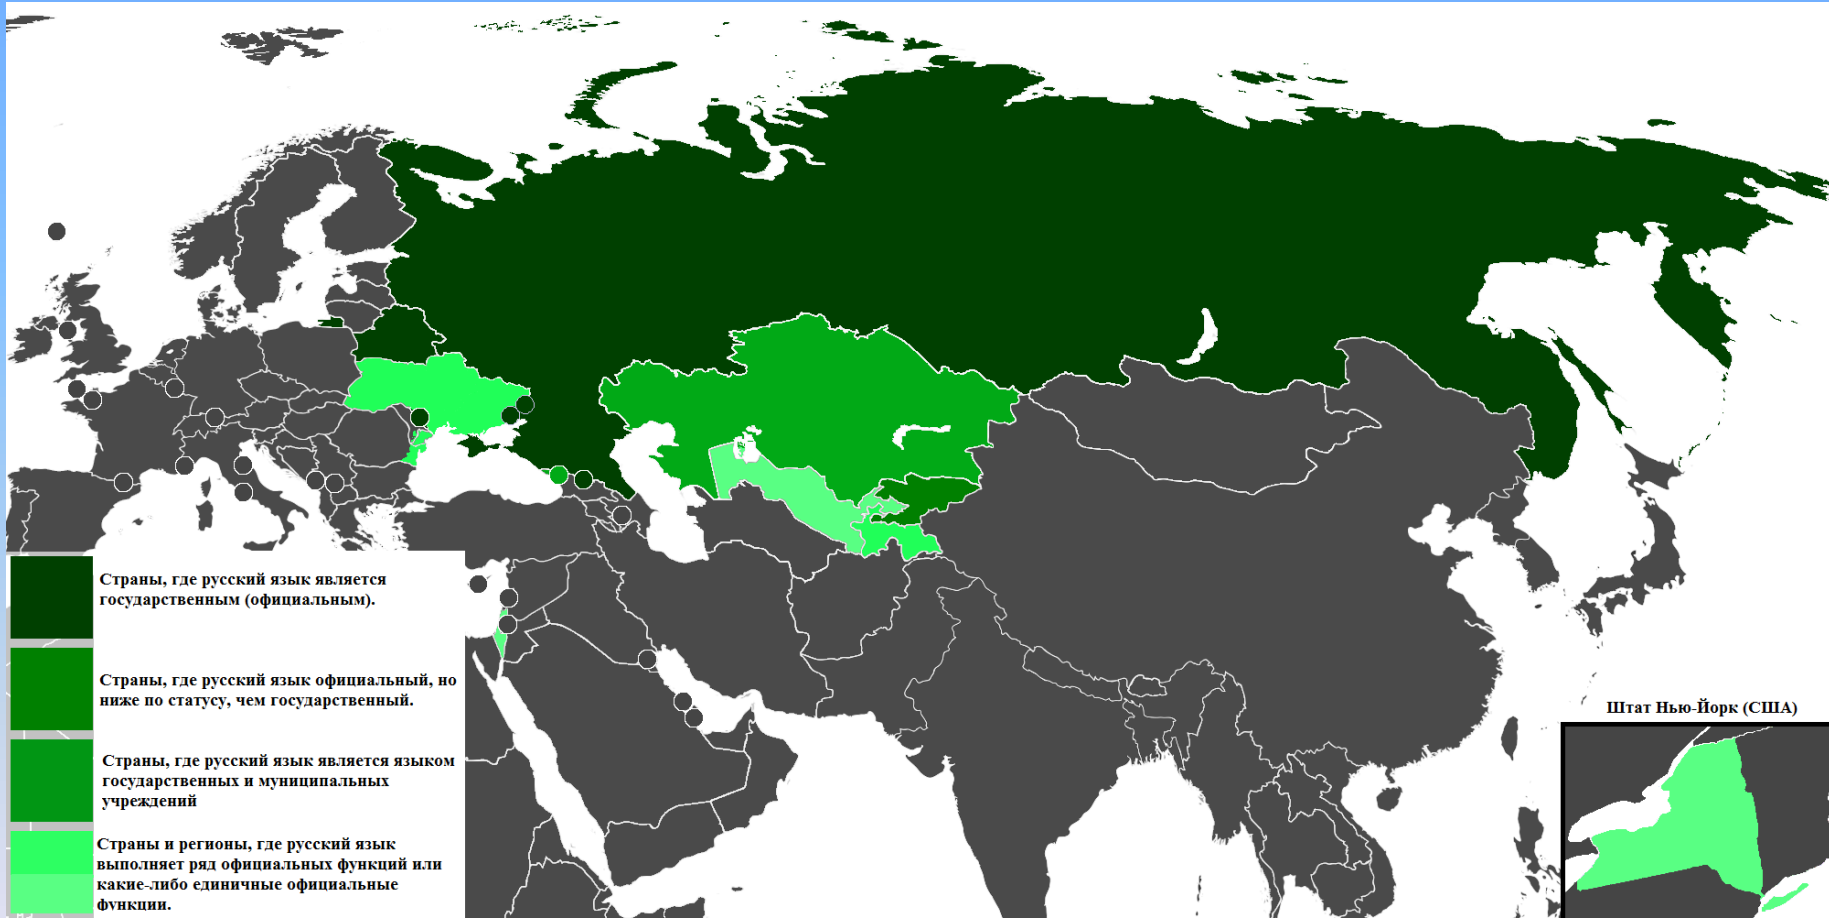 Страны, где русский язык является
государственным (официальным).
Страны, где русский язык официальный, но
ниже по статусу, чем государственный.
Страны, где русский язык является языком
государственных и муниципальных
учреждений
Страны и регионы, где русский язык
выполняет ряд официальных функций или
какие-либо единичные официальные
функции.
Штат Нью-Йорк (США)